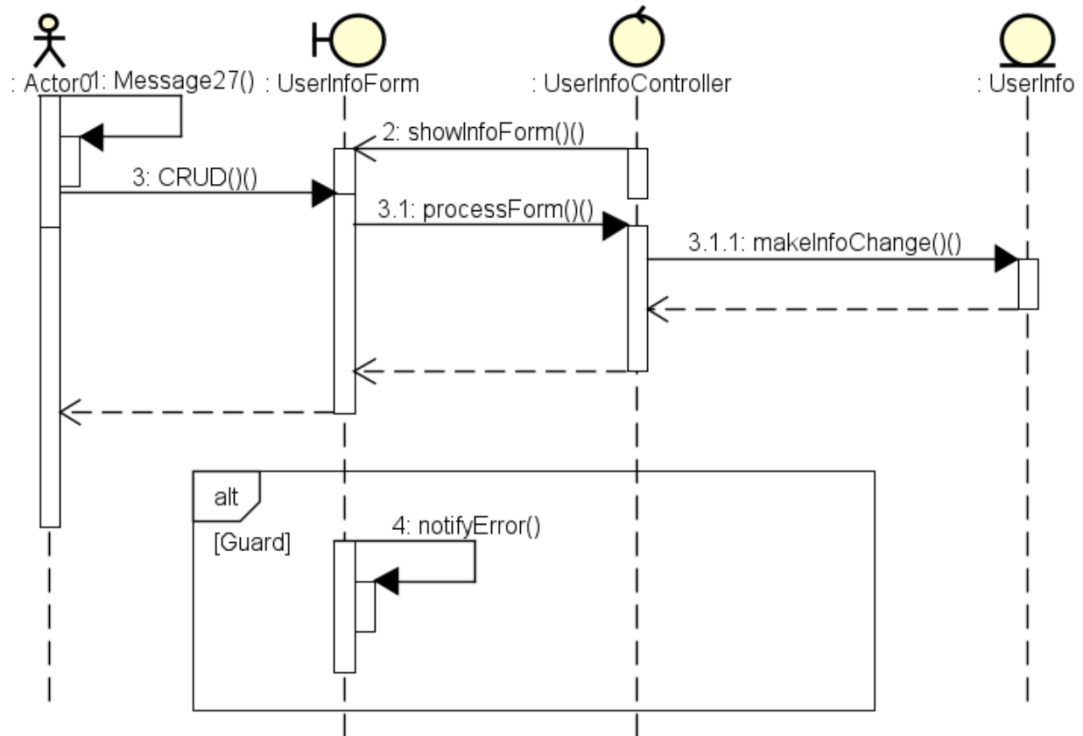 : Actor0
1: Message27()
: UserInfoForm
: UserInfoController
: UserInfo
2: showInfoForm()()
3: CRUD()()
3.1: processForm()()
3.1.1: makeInfoChange()()
alt
[Guard]
4: notifyError()